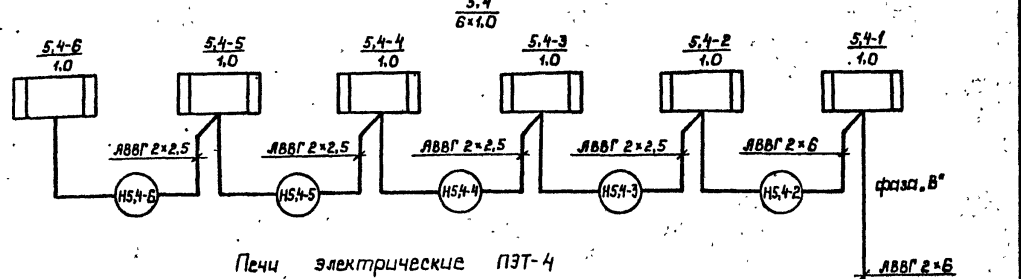 5,4
6×1,0
5,4-6 5,4-5 5,4-4 5,4-3 5,4-2 5,4-1
1,0 1,0 1,0 1,0 1,0 1,0
АВВГ 2×2,5 АВВГ 2×2,5 АВВГ 2×2,5 АВВГ 2×2,5 АВВГ 2×6
Н5,4-6 Н5,4-5 Н5,4-4 Н5,4-3 Н5,4-2 фаза „В"
Печи электрические ПЭТ-4
АВВГ 2×6